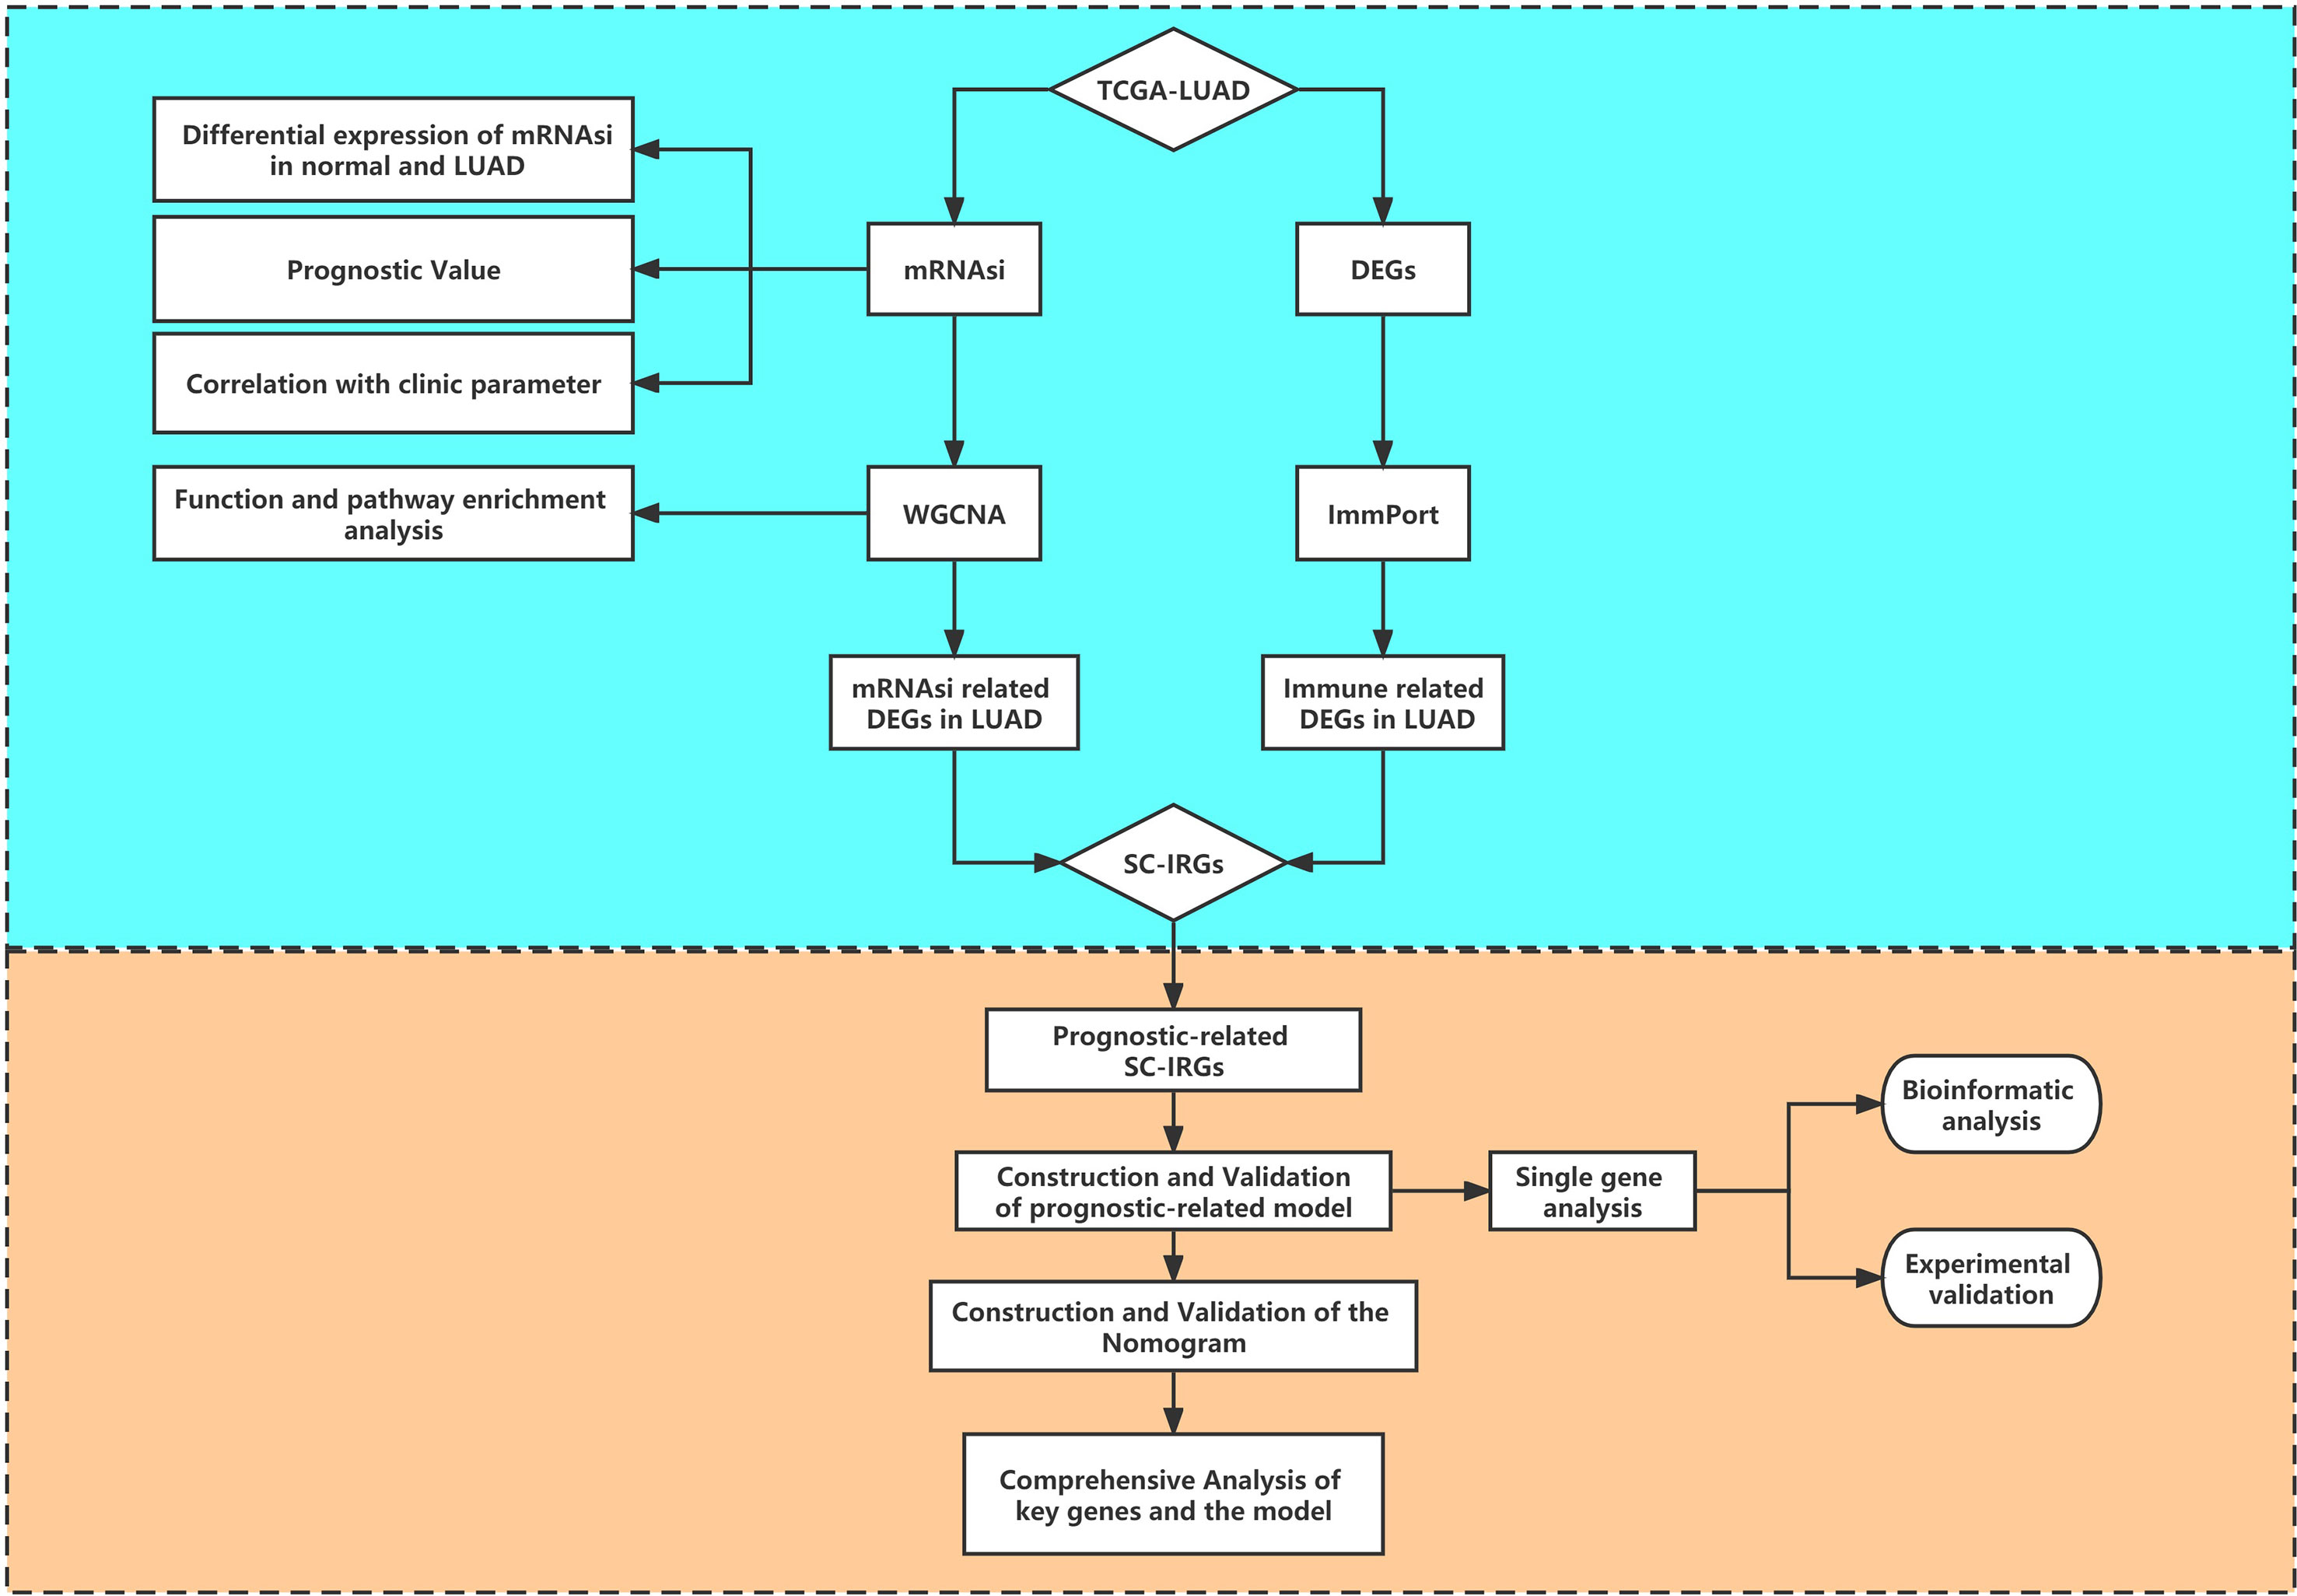 TCGA-LUAD
Differential expression of mRNAsi
in normal and LUAD
Prognostic Value
mRNAsi
DEGs
Correlation with clinic parameter
Function and pathway enrichment
analysis
WGCNA
ImmPort
mRNAsi related
DEGs in LUAD
Immune related
DEGs in LUAD
SC-IRGs
Prognostic-related
SC-IRGs
Construction and Validation
of prognostic-related model
Single gene
analysis
Bioinformatic
analysis
Experimental
validation
Construction and Validation of the
Nomogram
Comprehensive Analysis of
key genes and the model